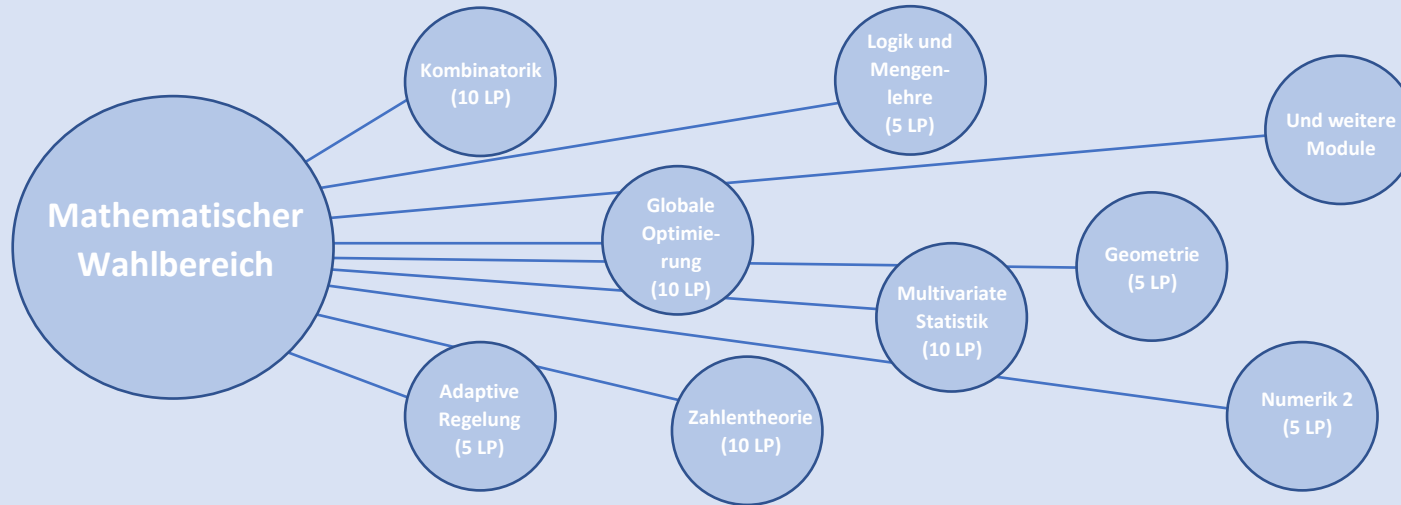 Mathematischer
Wahlbereich
Kombinatorik
(10 LP)
Logik und
Mengen-
lehre
(5 LP)
Und weitere
Module
Globale
Optimie-
rung
(10 LP)
Geometrie
(5 LP)
Multivariate
Statistik
(10 LP)
Adaptive
Regelung
(5 LP)
Zahlentheorie
(10 LP)
Numerik 2
(5 LP)